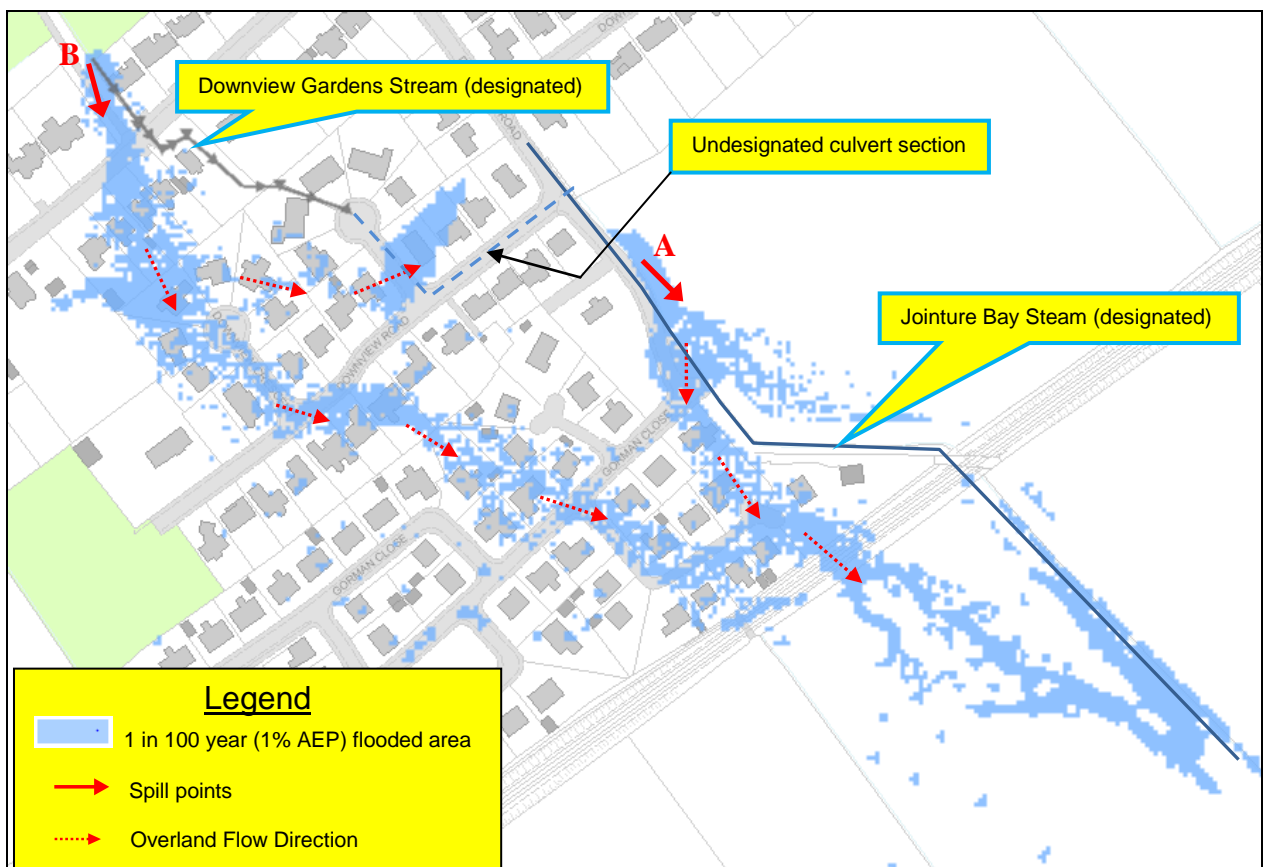 B
Downview Gardens Stream (designated)
ROAD
Undesignated culvert section
A
Jointure Bay Steam (designated)
DOWNVIEW ROAD
GORMAN CLOSE
GORMAN CLOSE
Legend
1 in 100 year (1% AEP) flooded area
Spill points
Overland Flow Direction